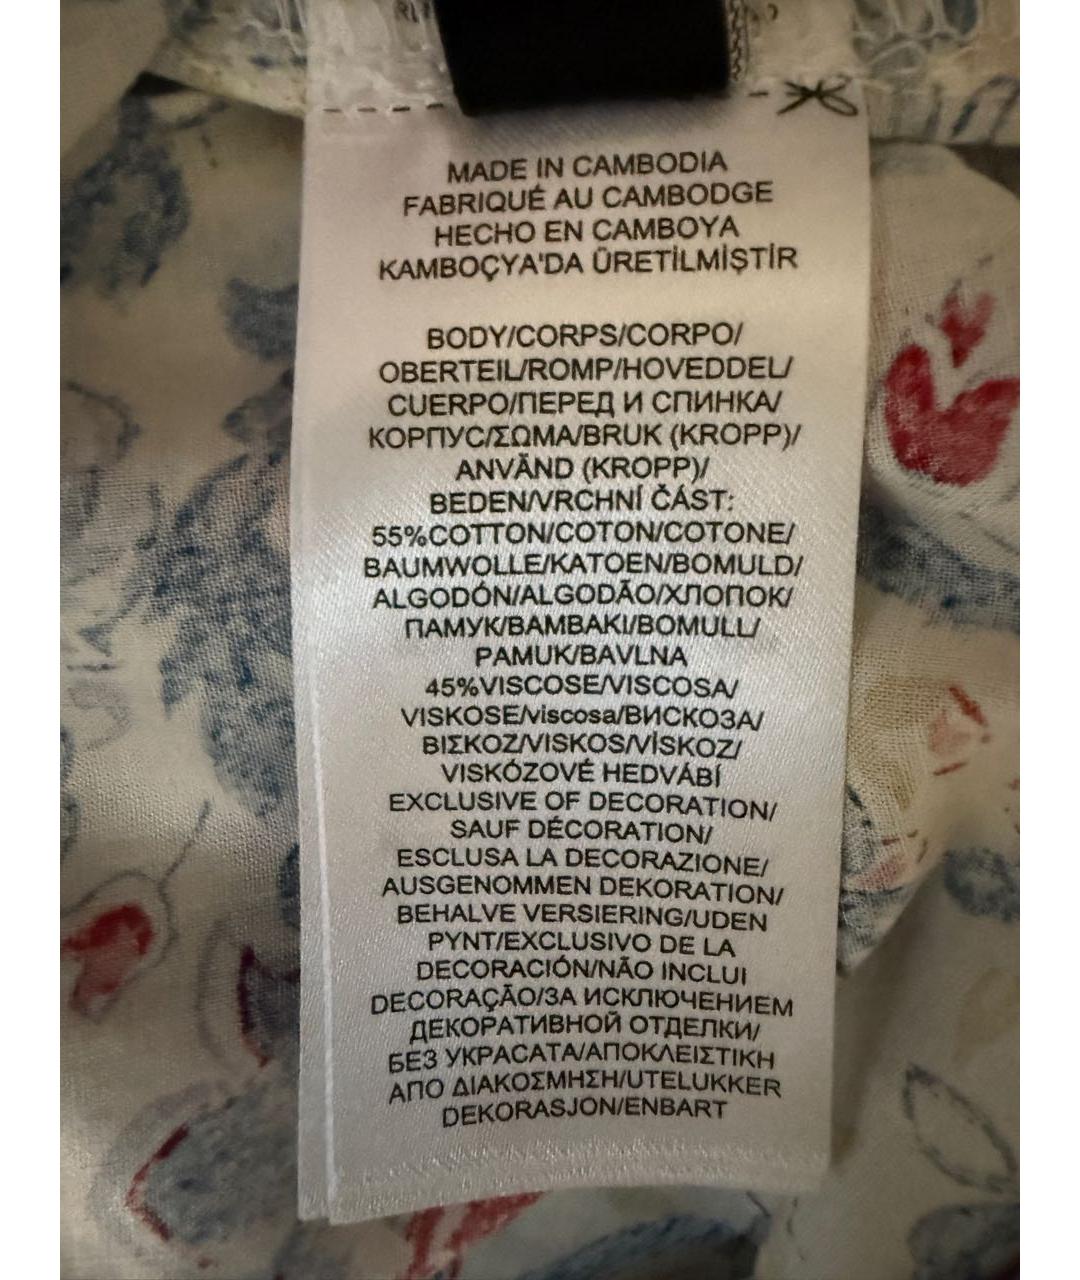 MADE IN CAMBODIA
FABRIQUÉ AU CAMBODGE
HECHO EN CAMBOYA
KAMBOÇYA'DA ÜRETİLMİŞTİR
BODY/CORPS/CORPO/
OBERTEIL/ROMP/HOVEDDEL/
CUERPO/ПЕРЕД И СПИНКА/
КОРПУС/ΣΩΜΑ/BRUK (KROPP)/
ANVÄND (KROPP)/
BEDEN/VRCHNÍ ČÁST:
55%COTTON/COTON/COTONE/
BAUMWOLLE/KATOEN/BOMULD/
ALGODÓN/ALGODÃO/ХЛОПОК/
ПАМУК/ΒΑΜΒΑΚΙ/BOMULL/
PAMUK/BAVLNA
45%VISCOSE/VISCOSA/
VISKOSE/viscosa/ВИСКОЗА/
ΒΙΣΚΟΖ/VISKOS/VİSKOZ/
VISKÓZOVÉ HEDVÁBÍ
EXCLUSIVE OF DECORATION/
SAUF DÉCORATION/
ESCLUSA LA DECORAZIONE/
AUSGENOMMEN DEKORATION/
BEHALVE VERSIERING/UDEN
PYNT/EXCLUSIVO DE LA
DECORACIÓN/NÃO INCLUI
DECORAÇÃO/ЗА ИСКЛЮЧЕНИЕМ
ДЕКОРАТИВНОЙ ОТДЕЛКИ/
БЕЗ УКРАСАТА/ΑΠΟΚΛΕΙΣΤΙΚΗ
ΑΠΟ ΔΙΑΚΟΣΜΗΣΗ/UTELUKKER
DEKORASJON/ENBART